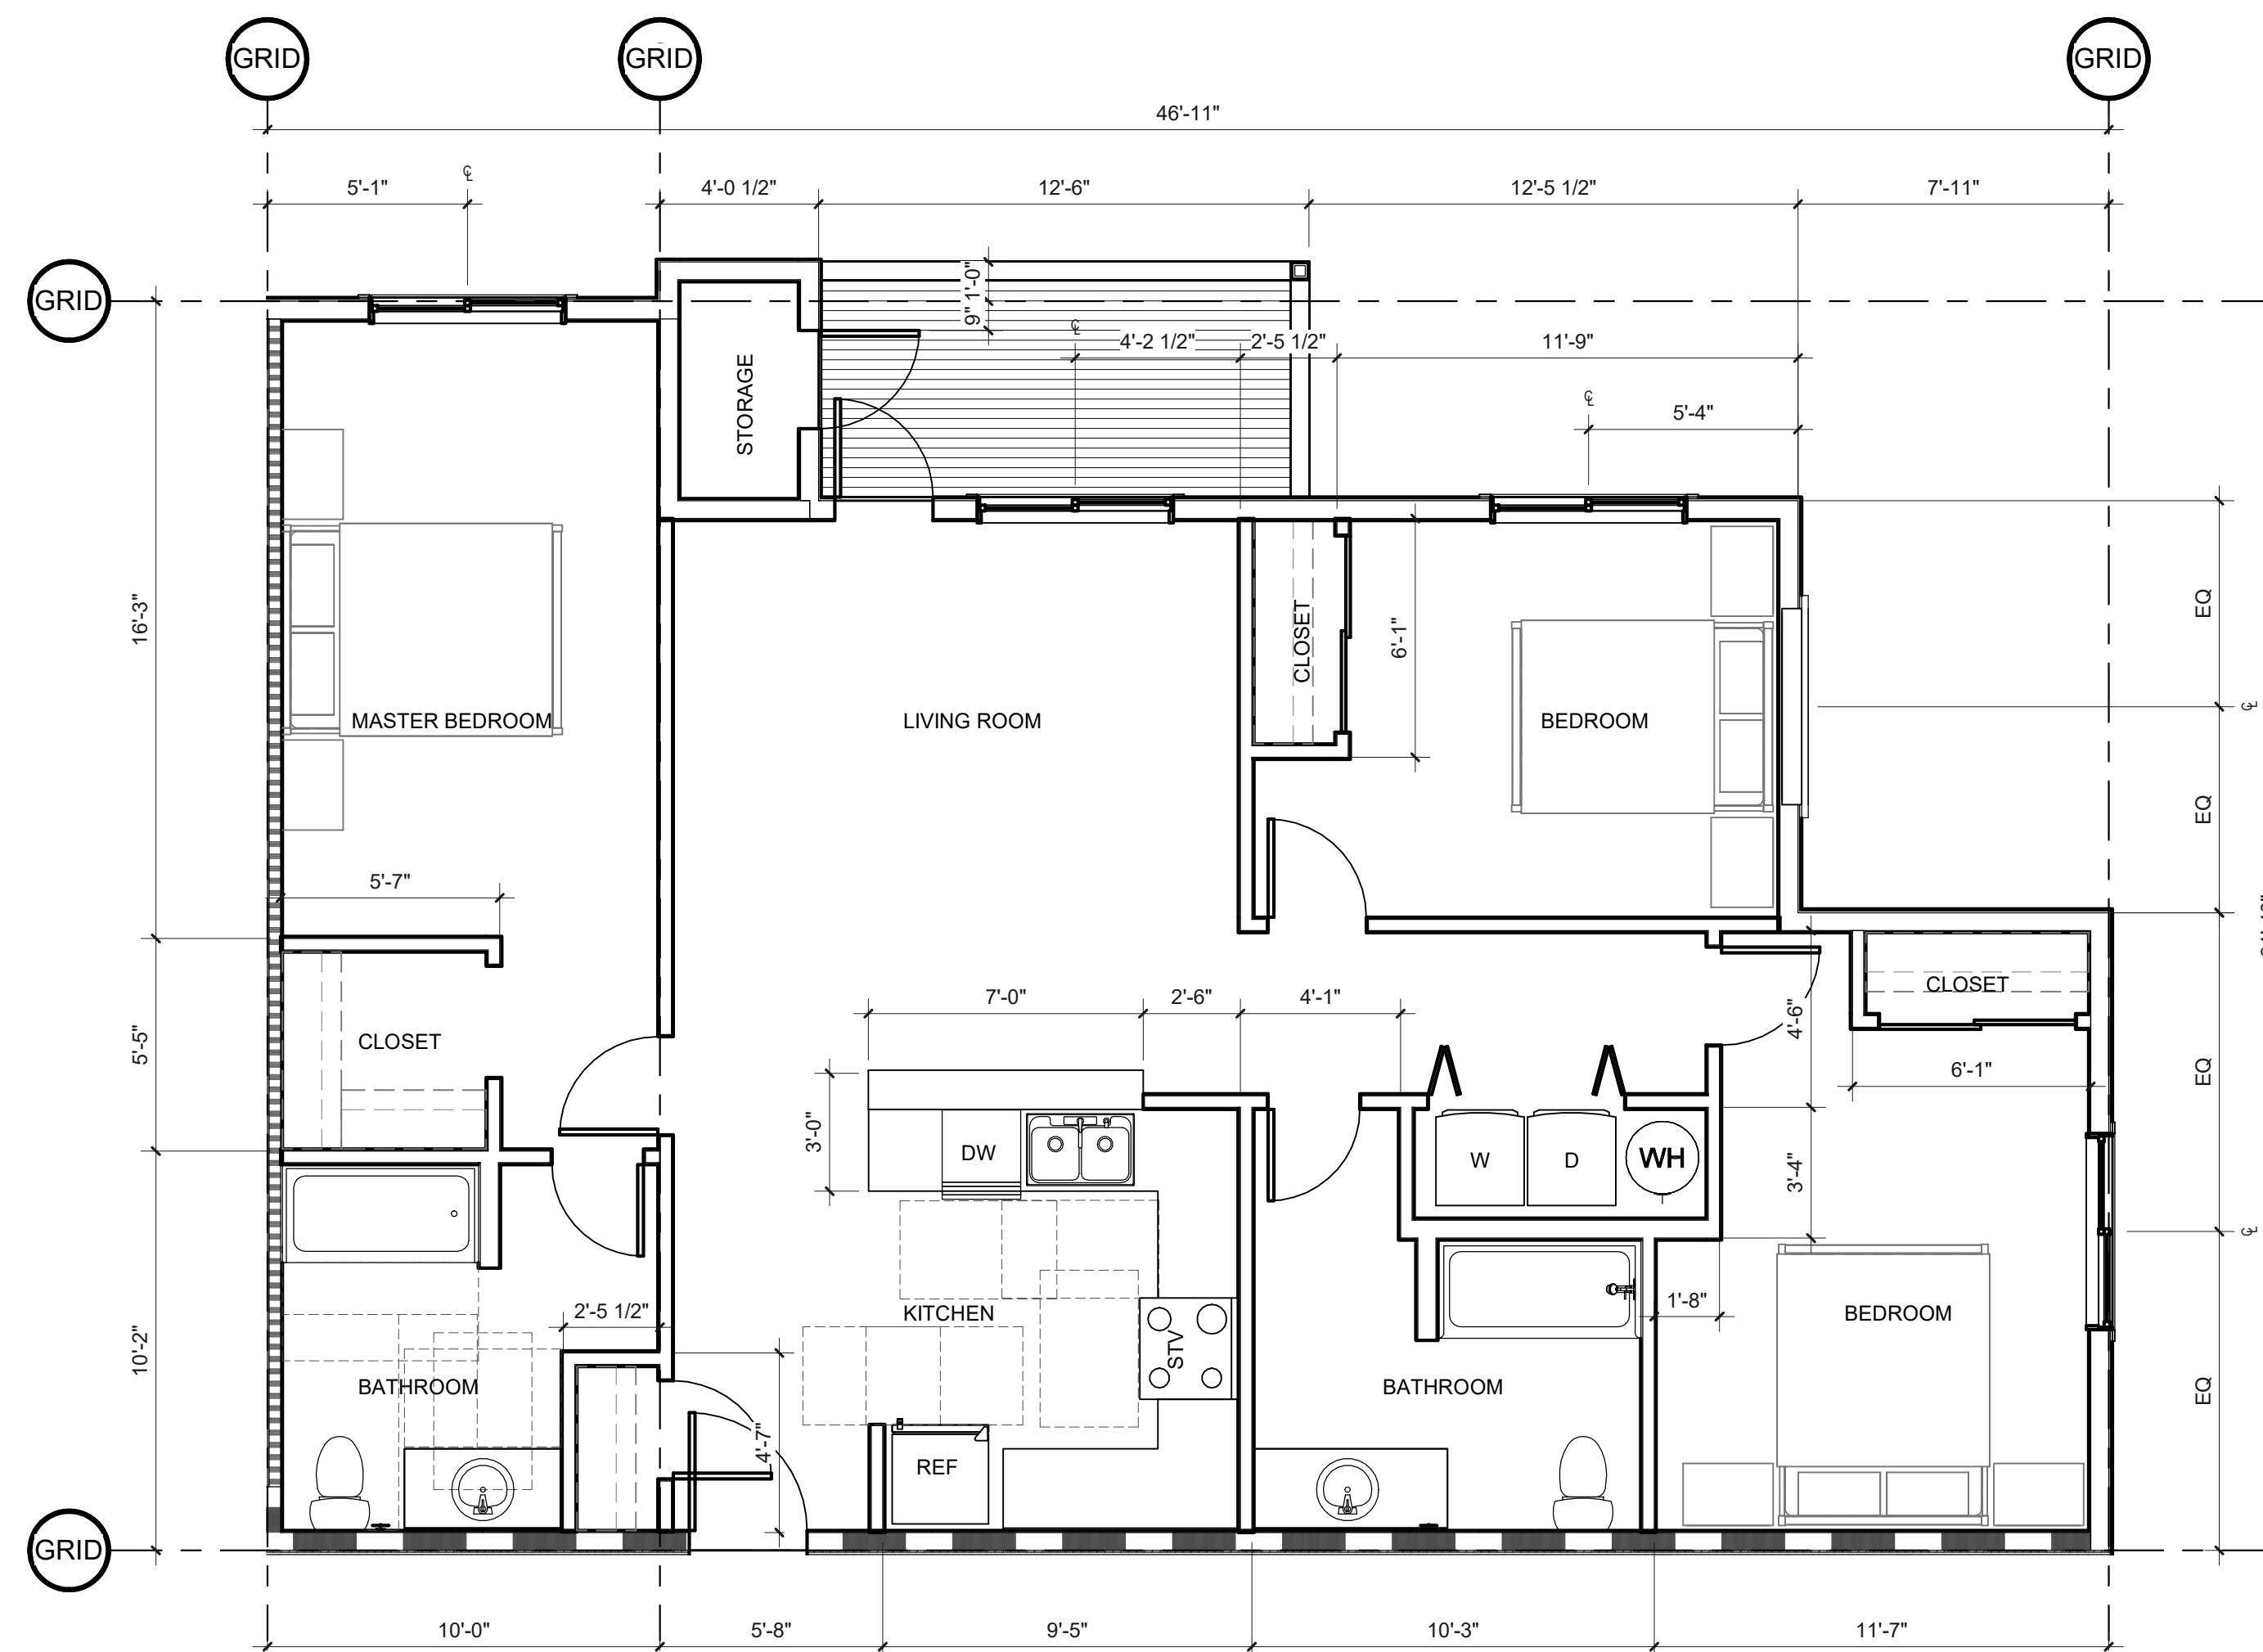 GRID
GRID
GRID
46'-11"
5'-1"
℄
4'-0 1/2"
12'-6"
12'-5 1/2"
7'-11"
GRID
9"
1'-0"
℄
4'-2 1/2"
2'-5 1/2"
11'-9"
℄
5'-4"
STORAGE
16'-3"
CLOSET
6'-1"
EQ
℄
MASTER BEDROOM
LIVING ROOM
BEDROOM
EQ
5'-7"
CLOSET
7'-0"
2'-6"
4'-1"
4'-6"
5'-5"
CLOSET
EQ
6'-1"
3'-0"
DW
W
D
WH
3'-4"
℄
2'-5 1/2"
KITCHEN
1'-8"
BEDROOM
10'-2"
STV
BATHROOM
BATHROOM
EQ
4'-7"
REF
GRID
10'-0"
5'-8"
9'-5"
10'-3"
11'-7"